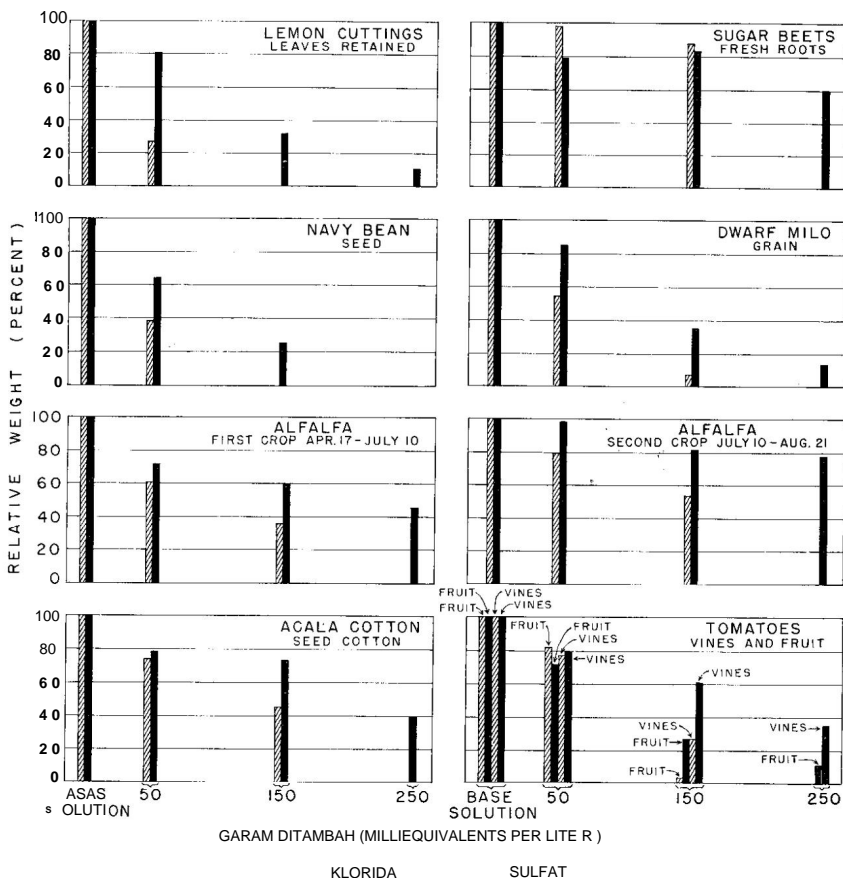 100
80
60
40
20
0
LEMON CUTTINGS
LEAVES RETAINED
SUGAR BEETS
FRESH ROOTS
RELATIVE WEIGHT (PERCENT)
100
80
60
40
20
0
NAVY BEAN
SEED
DWARF MILO
GRAIN
100
80
60
40
20
0
ALFALFA
FIRST CROP APR. 17 - JULY 10
ALFALFA
SECOND CROP JULY 10 - AUG. 21
100
80
60
40
20
0
ACALA COTTON
SEED COTTON
FRUIT VINES
FRUIT VINES
FRUIT
FRUIT
VINES
VINES
TOMATOES
VINES AND FRUIT
VINES
VINES
FRUIT
FRUIT
VINES
FRUIT
ASAS 50 150 250
s OLUTION
BASE 50 150 250
SOLUTION
GARAM DITAMBAH (MILLIEQUIVALENTS PER LITE R )
KLORIDA SULFAT